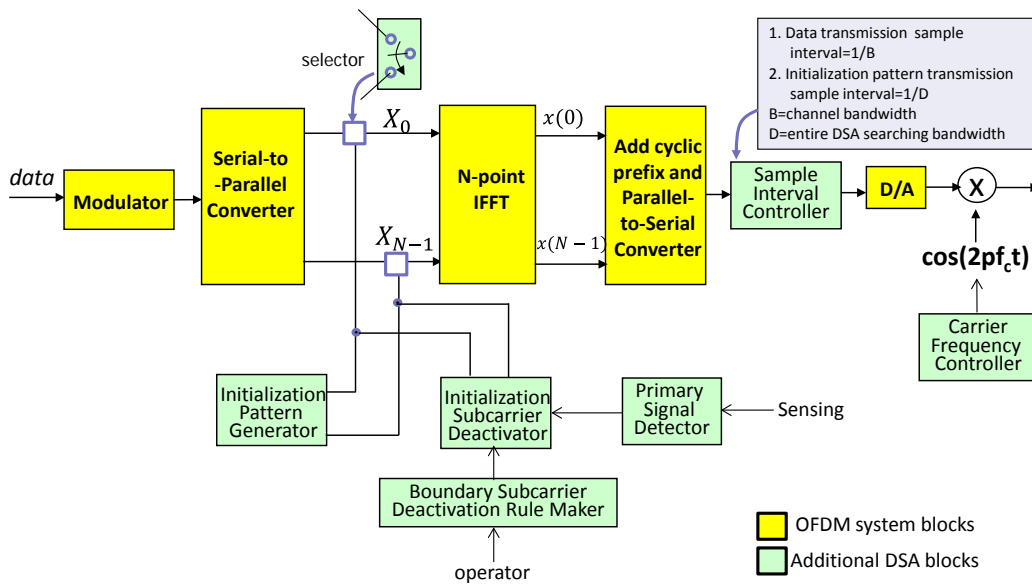 selector
1. Data transmission sample
interval=1/B
2. Initialization pattern transmission
sample interval=1/D
B=channel bandwidth
D=entire DSA searching bandwidth
data
Modulator
Serial-to
-Parallel
Converter
X_0
X_{N-1}
N-point
IFFT
x(0)
x(N-1)
Add cyclic
prefix and
Parallel-
to-Serial
Converter
Sample
Interval
Controller
D/A
X
cos(2pf_ct)
Carrier
Frequency
Controller
Initialization
Pattern
Generator
Initialization
Subcarrier
Deactivator
Primary
Signal
Detector
Sensing
Boundary Subcarrier
Deactivation Rule Maker
operator
OFDM system blocks
Additional DSA blocks